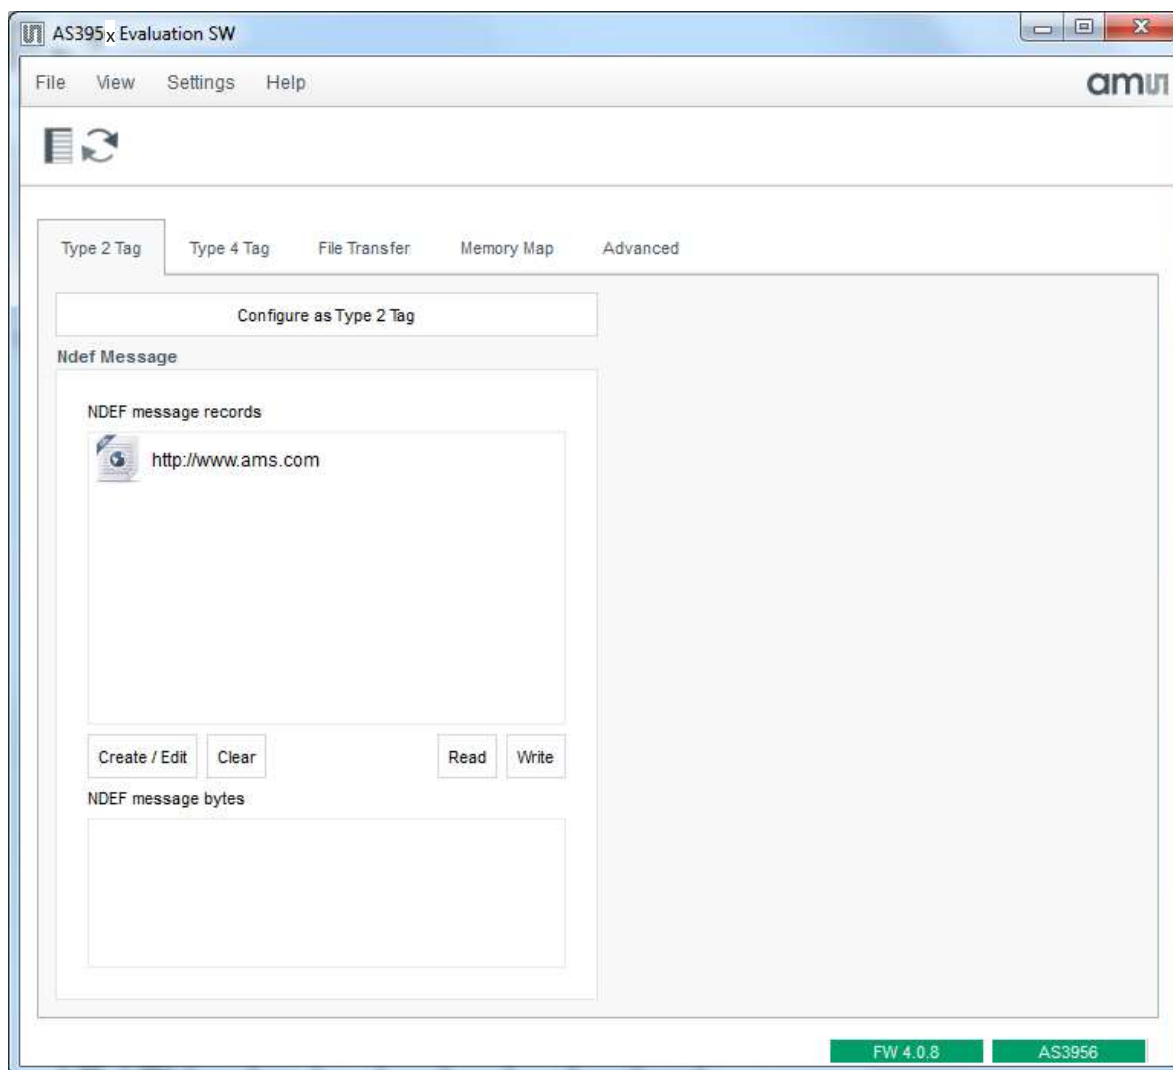 AS395x Evaluation SW
File View Settings Help
amu
Type 2 Tag Type 4 Tag File Transfer Memory Map Advanced
Configure as Type 2 Tag
Ndef Message
NDEF message records
http://www.ams.com
Create / Edit Clear Read Write
NDEF message bytes
FW 4.0.8 AS3956